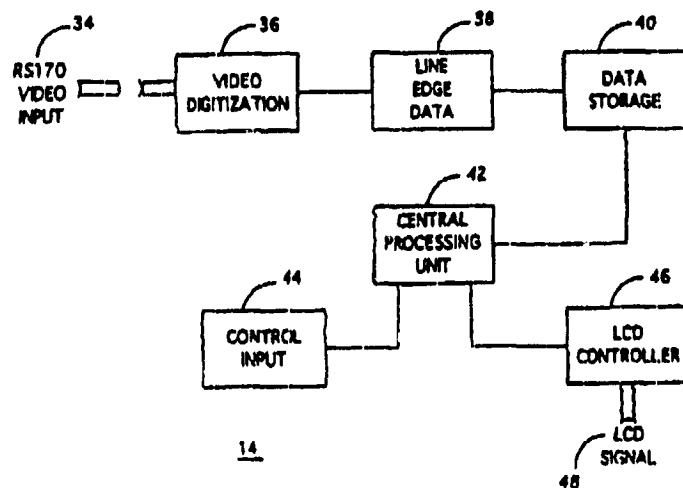 34
RS170
VIDEO
INPUT
36
VIDEO
DIGITIZATION
38
LINE
EDGE
DATA
40
DATA
STORAGE
42
CENTRAL
PROCESSING
UNIT
44
CONTROL
INPUT
46
LCD
CONTROLLER
14
LCD
SIGNAL
48